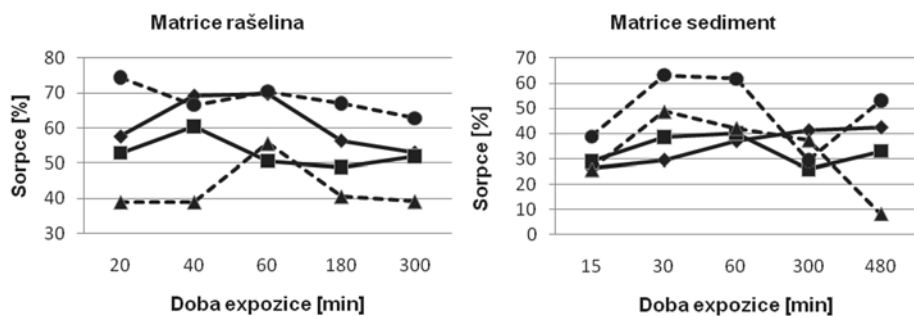 Matrice rašelina
80
70
60
50
40
30
Sorpce [%]
20 40 60 180 300
Doba expozice [min]
Matrice sediment
70
60
50
40
30
20
10
0
Sorpce [%]
15 30 60 300 480
Doba expozice [min]